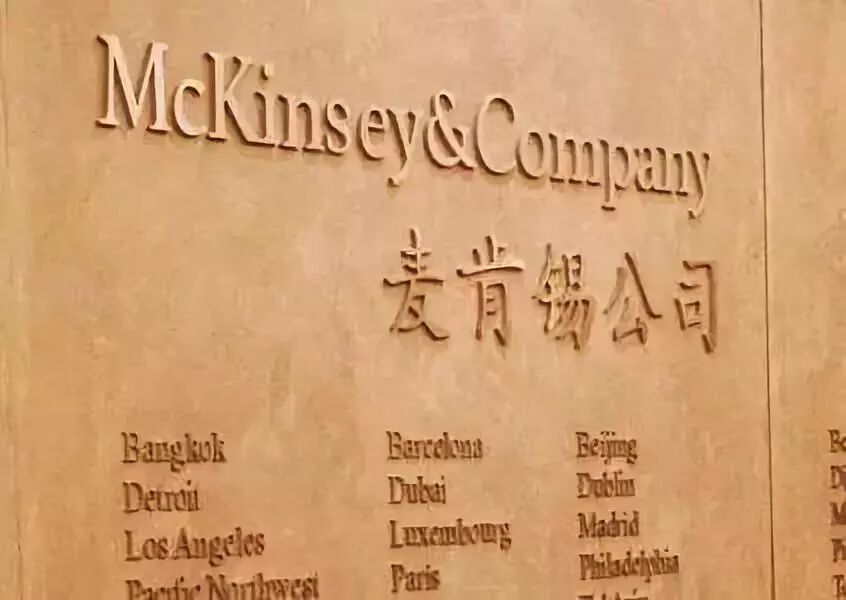 McKinsey&Company
麦肯锡公司
Bangkok Barcelona Beijing
Detroit Dubai Dublin
Los Angeles Luxembourg Madrid
Pacific Northwest Paris Philadelphia